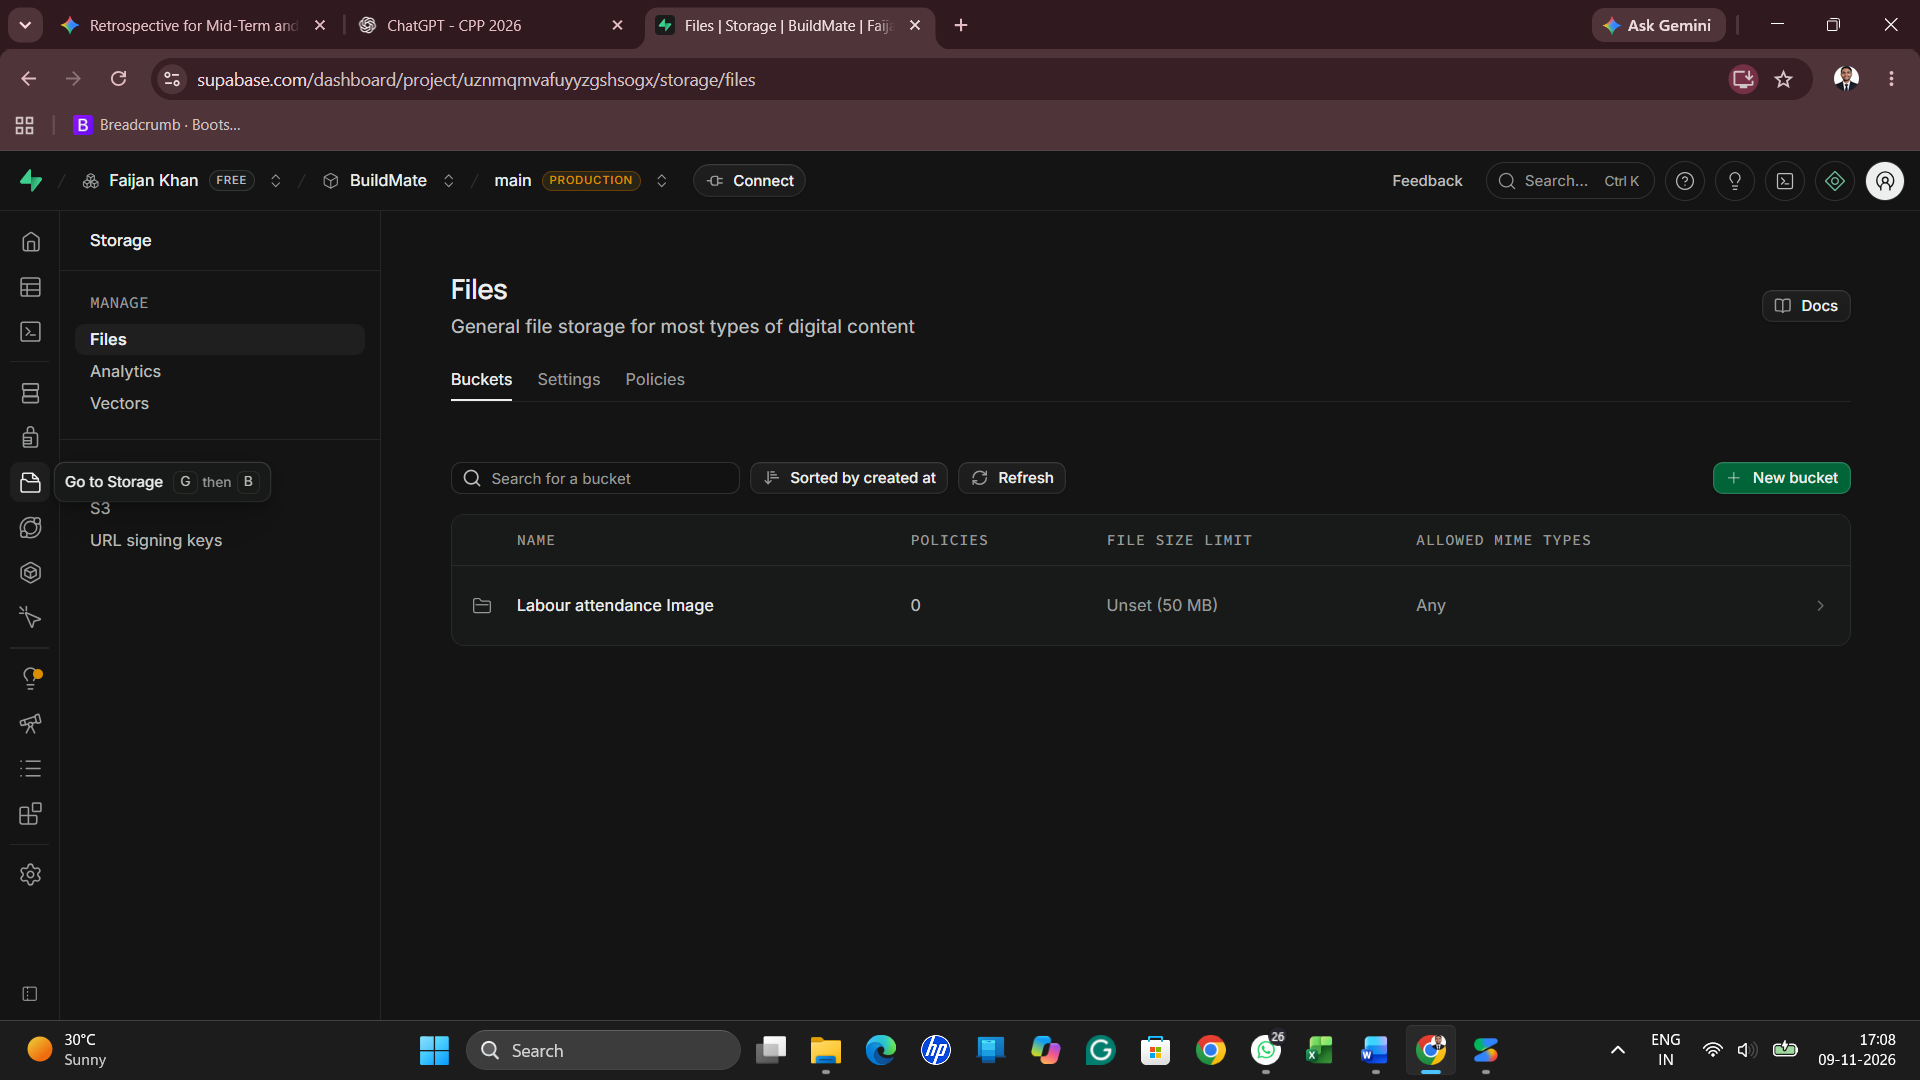 Retrospective for Mid-Term and
ChatGPT - CPP 2026
Files | Storage | BuildMate | Faija
Ask Gemini
supabase.com/dashboard/project/uznmqmvafuyyzgshsogx/storage/files
B Breadcrumb · Boots...
Faijan Khan FREE
BuildMate
main PRODUCTION
Connect
Feedback
Search... Ctrl K
Storage
MANAGE
Files
Analytics
Vectors
Go to Storage G then B
S3
URL signing keys
Files
General file storage for most types of digital content
Docs
Buckets Settings Policies
Search for a bucket
Sorted by created at
Refresh
New bucket
NAME POLICIES FILE SIZE LIMIT ALLOWED MIME TYPES
Labour attendance Image 0 Unset (50 MB) Any
30°C
Sunny
Search
26
ENG
IN
17:08
09-11-2026